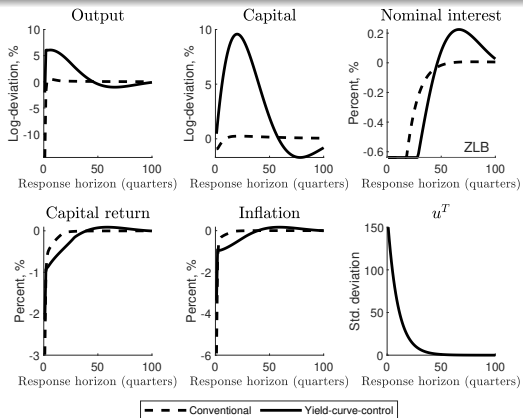 Output
Capital
Nominal interest
Log-deviation, %
10
5
0
-5
-10
0
50
100
Response horizon (quarters)
Log-deviation, %
10
5
0
0
50
100
Response horizon (quarters)
Percent, %
0.2
0
-0.2
-0.4
-0.6
ZLB
0
50
100
Response horizon (quarters)
Capital return
Inflation
u^T
Percent, %
0
-1
-2
-3
0
50
100
Response horizon (quarters)
Percent, %
0
-2
-4
-6
0
50
100
Response horizon (quarters)
Std. deviation
150
100
50
0
0
50
100
Response horizon (quarters)
Conventional
Yield-curve-control